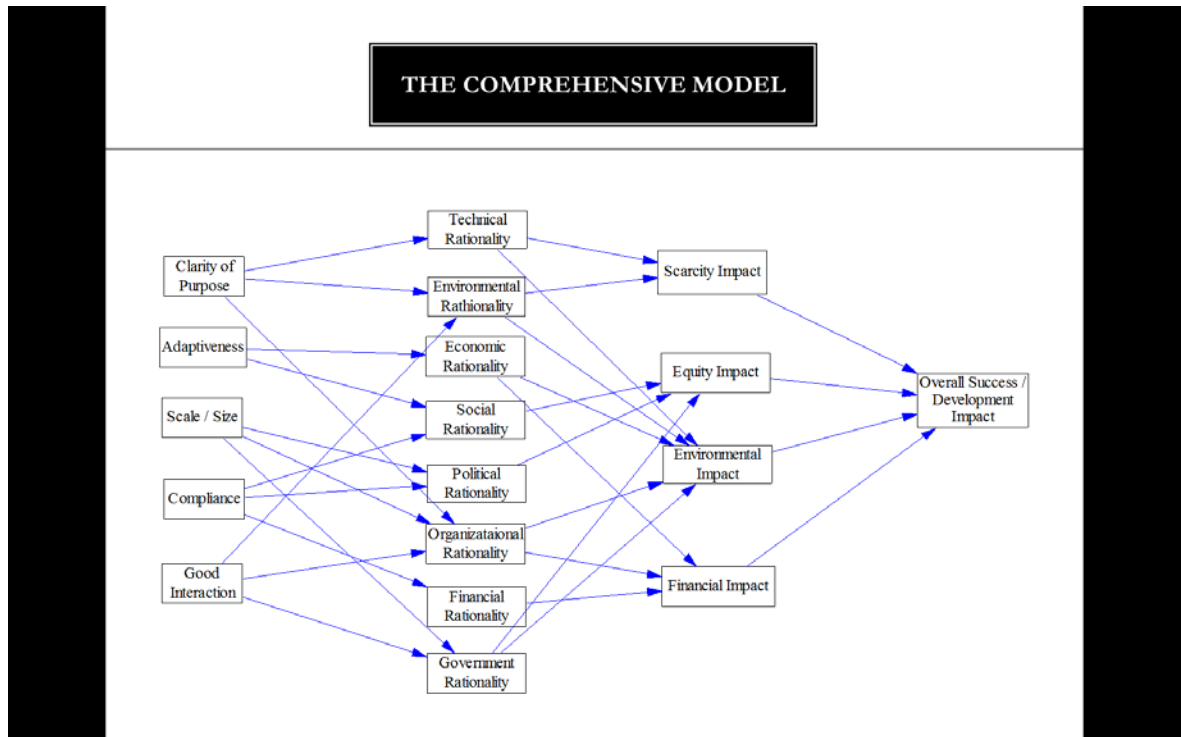 THE COMPREHENSIVE MODEL
Clarity of
Purpose
Adaptiveness
Scale / Size
Compliance
Good
Interaction
Technical
Rationality
Environmental
Rathionality
Economic
Rationality
Social
Rationality
Political
Rationality
Organizataional
Rationality
Financial
Rationality
Government
Rationality
Scarcity Impact
Equity Impact
Environmental
Impact
Financial Impact
Overall Success /
Development
Impact